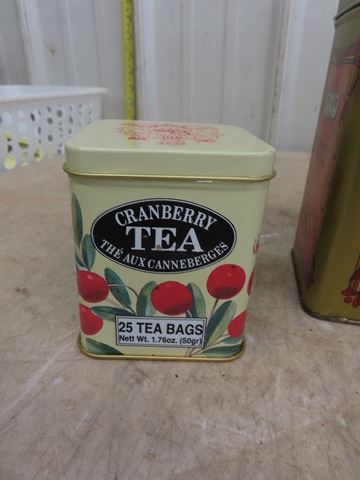 CRANBERRY
TEA
THÉ AUX CANNEBERGES
25 TEA BAGS
Nett Wt. 1.76oz. (50gr)